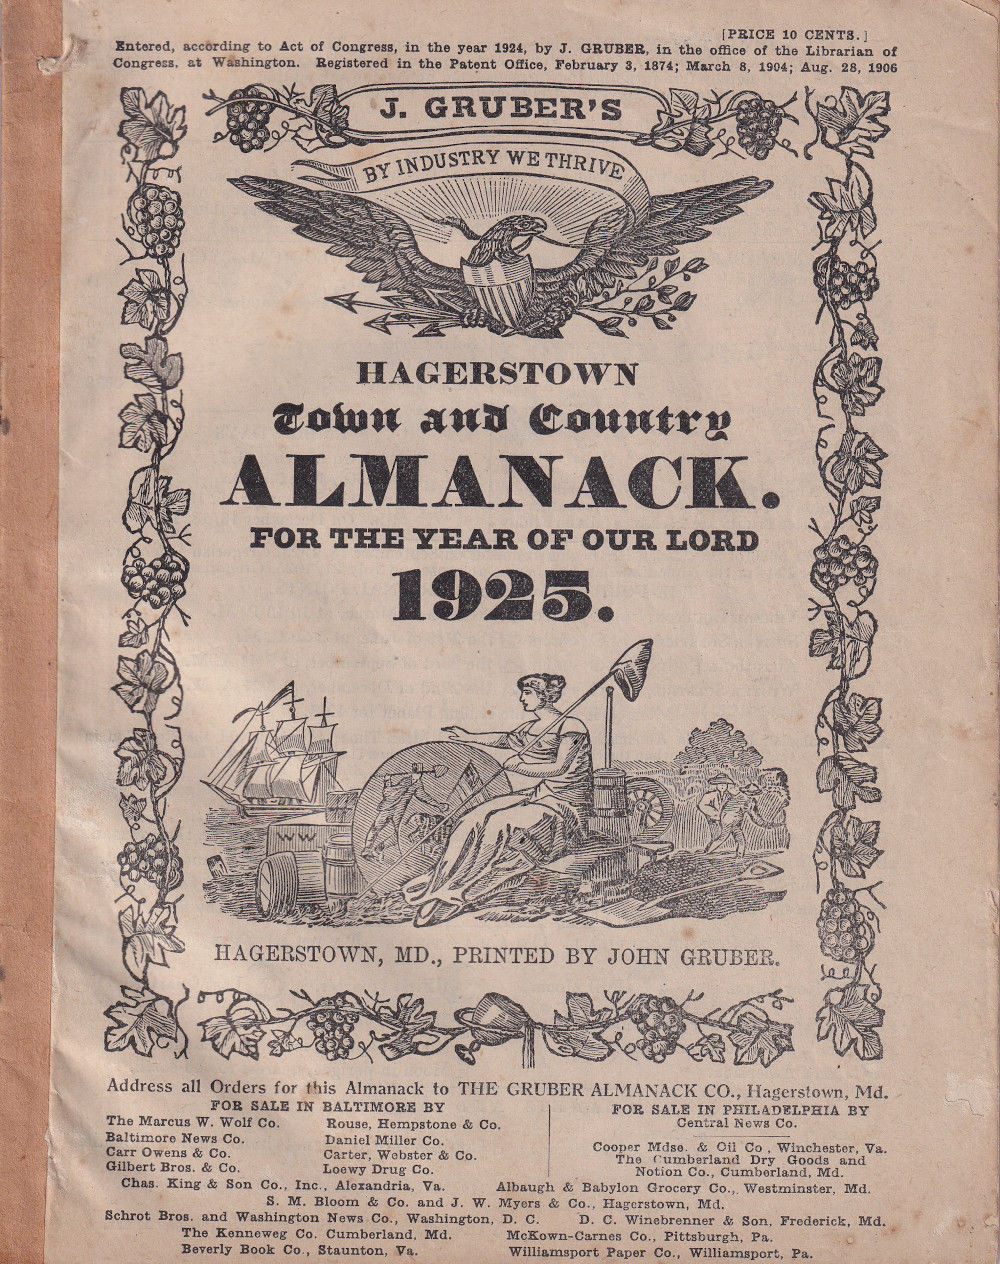 [PRICE 10 CENTS.]
Entered, according to Act of Congress, in the year 1924, by J. GRUBER, in the office of the Librarian of
Congress, at Washington. Registered in the Patent Office, February 3, 1874; March 8, 1904; Aug. 28, 1906
J. GRUBER'S
BY INDUSTRY WE THRIVE
HAGERSTOWN
Town and Country
ALMANACK.
FOR THE YEAR OF OUR LORD
1925.
WW
HAGERSTOWN, MD., PRINTED BY JOHN GRUBER.
Address all Orders for this Almanack to THE GRUBER ALMANACK CO., Hagerstown, Md.
FOR SALE IN BALTIMORE BY
The Marcus W. Wolf Co. Rouse, Hempstone & Co.
Baltimore News Co. Daniel Miller Co.
Carr Owens & Co. Carter, Webster & Co.
Gilbert Bros. & Co. Loewy Drug Co.
FOR SALE IN PHILADELPHIA BY
Central News Co.
Cooper Mdse. & Oil Co., Winchester, Va.
The Cumberland Dry Goods and
Notion Co., Cumberland, Md.
Chas. King & Son Co., Inc., Alexandria, Va. Albaugh & Babylon Grocery Co., Westminster, Md.
S. M. Bloom & Co. and J. W. Myers & Co., Hagerstown, Md.
Schrot Bros. and Washington News Co., Washington, D. C. D. C. Winebrenner & Son, Frederick, Md.
The Kenneweg Co. Cumberland, Md. McKown-Carnes Co., Pittsburgh, Pa.
Beverly Book Co., Staunton, Va. Williamsport Paper Co., Williamsport, Pa.